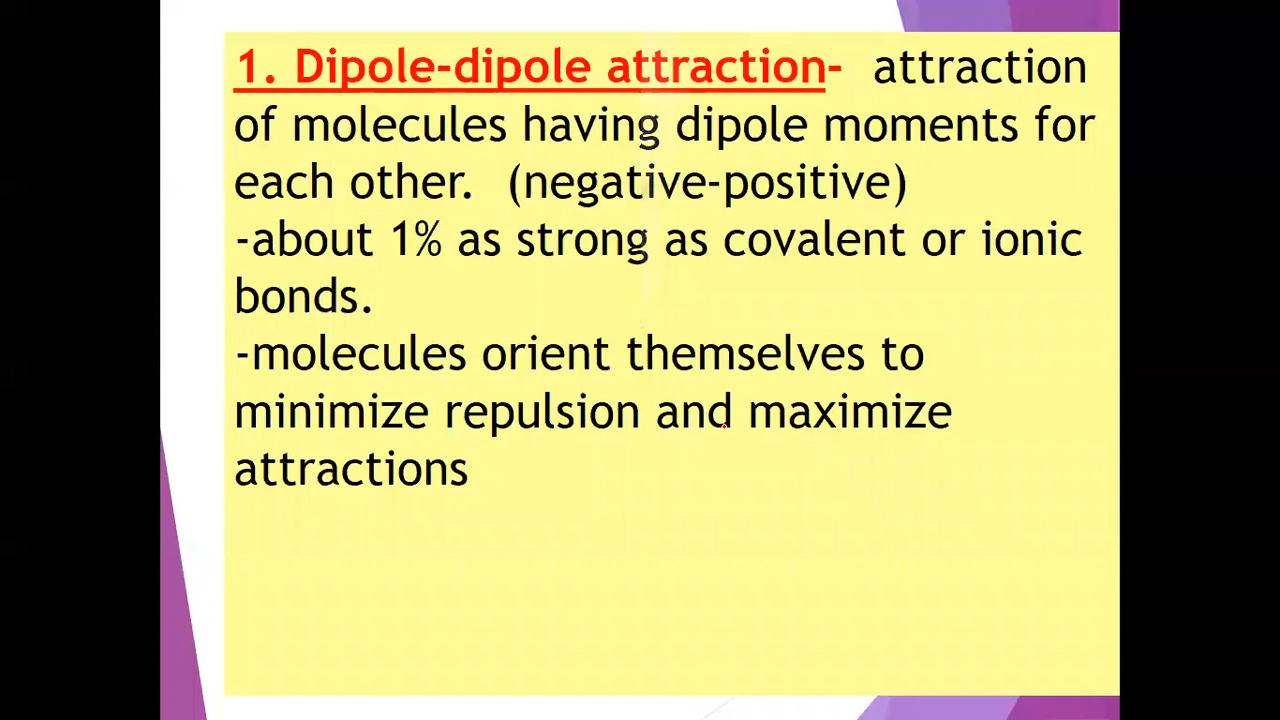 1. Dipole-dipole attraction- attraction
of molecules having dipole moments for
each other. (negative-positive)
-about 1% as strong as covalent or ionic
bonds.
-molecules orient themselves to
minimize repulsion and maximize
attractions